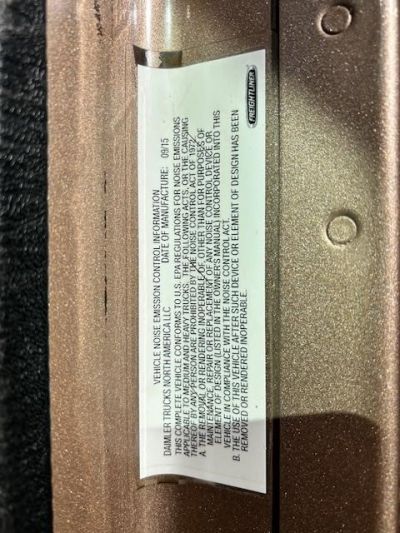 VEHICLE NOISE EMISSION CONTROL INFORMATION
DAIMLER TRUCKS NORTH AMERICA LLC DATE OF MANUFACTURE: 09/15
THIS COMPLETE VEHICLE CONFORMS TO U.S. EPA REGULATIONS FOR NOISE EMISSIONS
APPLICABLE TO MEDIUM AND HEAVY TRUCKS. THE FOLLOWING ACTS, OR THE CAUSING
THEREOF BY ANY PERSON, ARE PROHIBITED BY THE NOISE CONTROL ACT OF 1972.
A. THE REMOVAL OR RENDERING INOPERABLE, OTHER THAN FOR PURPOSES OF
MAINTENANCE, REPAIR OR REPLACEMENT OF ANY NOISE CONTROL DEVICE OR
ELEMENT OF DESIGN (LISTED IN THE OWNER'S MANUAL) INCORPORATED INTO THIS
VEHICLE IN COMPLIANCE WITH THE NOISE CONTROL ACT.
B. THE USE OF THIS VEHICLE AFTER SUCH DEVICE OR ELEMENT OF DESIGN HAS BEEN
REMOVED OR RENDERED INOPERABLE.
FREIGHTLINER